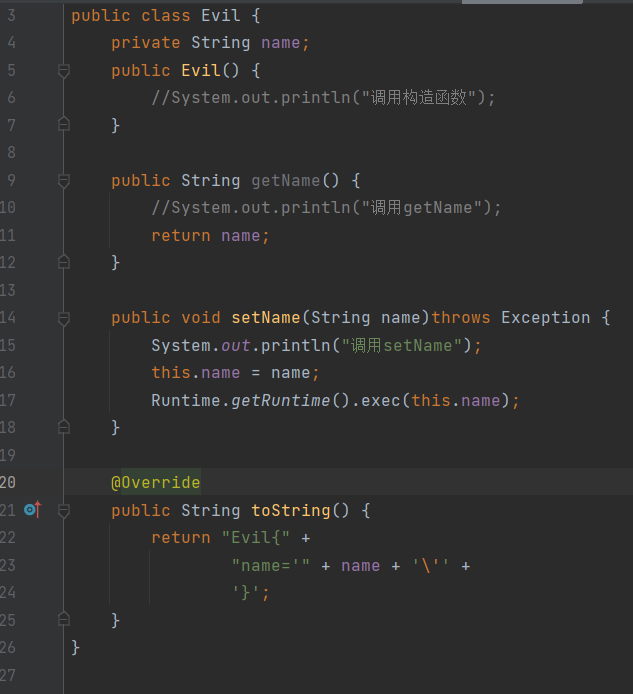 3 public class Evil {
4     private String name;
5     public Evil() {
6         //System.out.println("调用构造函数");
7     }
8
9     public String getName() {
10         //System.out.println("调用getName");
11         return name;
12     }
13
14     public void setName(String name)throws Exception {
15         System.out.println("调用setName");
16         this.name = name;
17         Runtime.getRuntime().exec(this.name);
18     }
19
20     @Override
21     public String toString() {
22         return "Evil{" +
23                 "name='" + name + '\'' +
24                 '}';
25     }
26 }
27